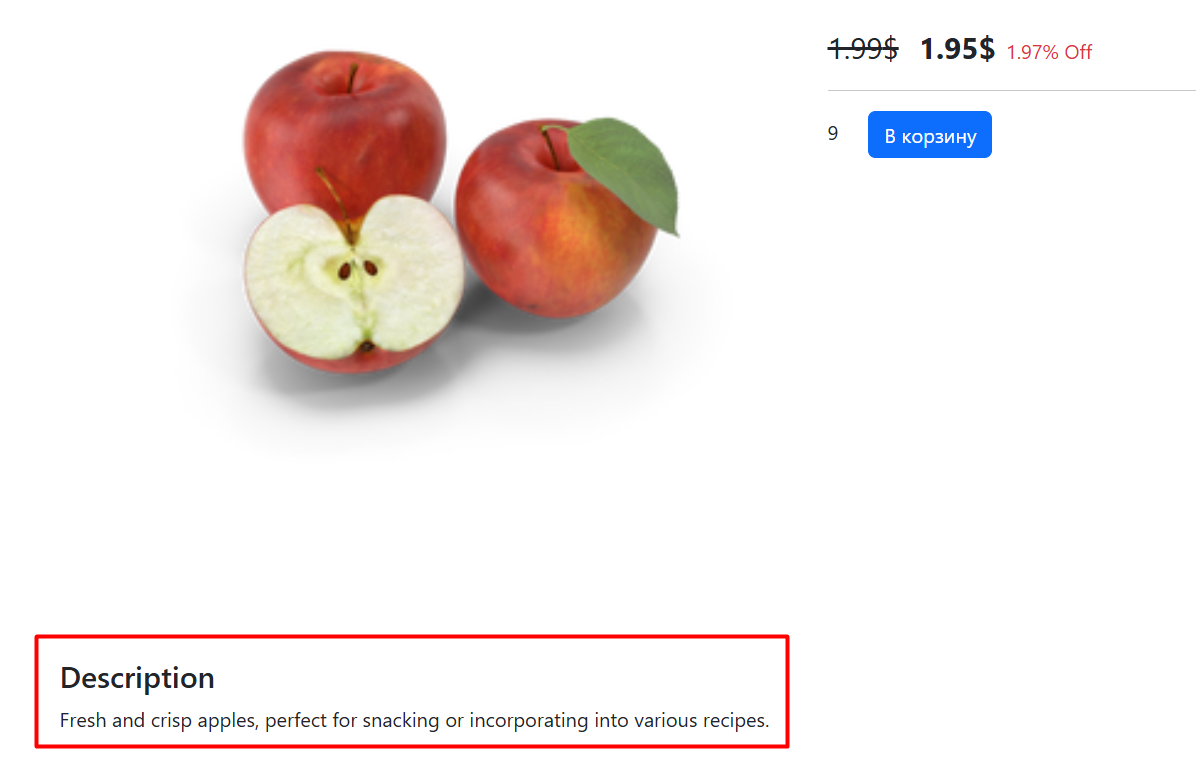 1.99$ 1.95$ 1.97% Off
9 В корзину
Description
Fresh and crisp apples, perfect for snacking or incorporating into various recipes.